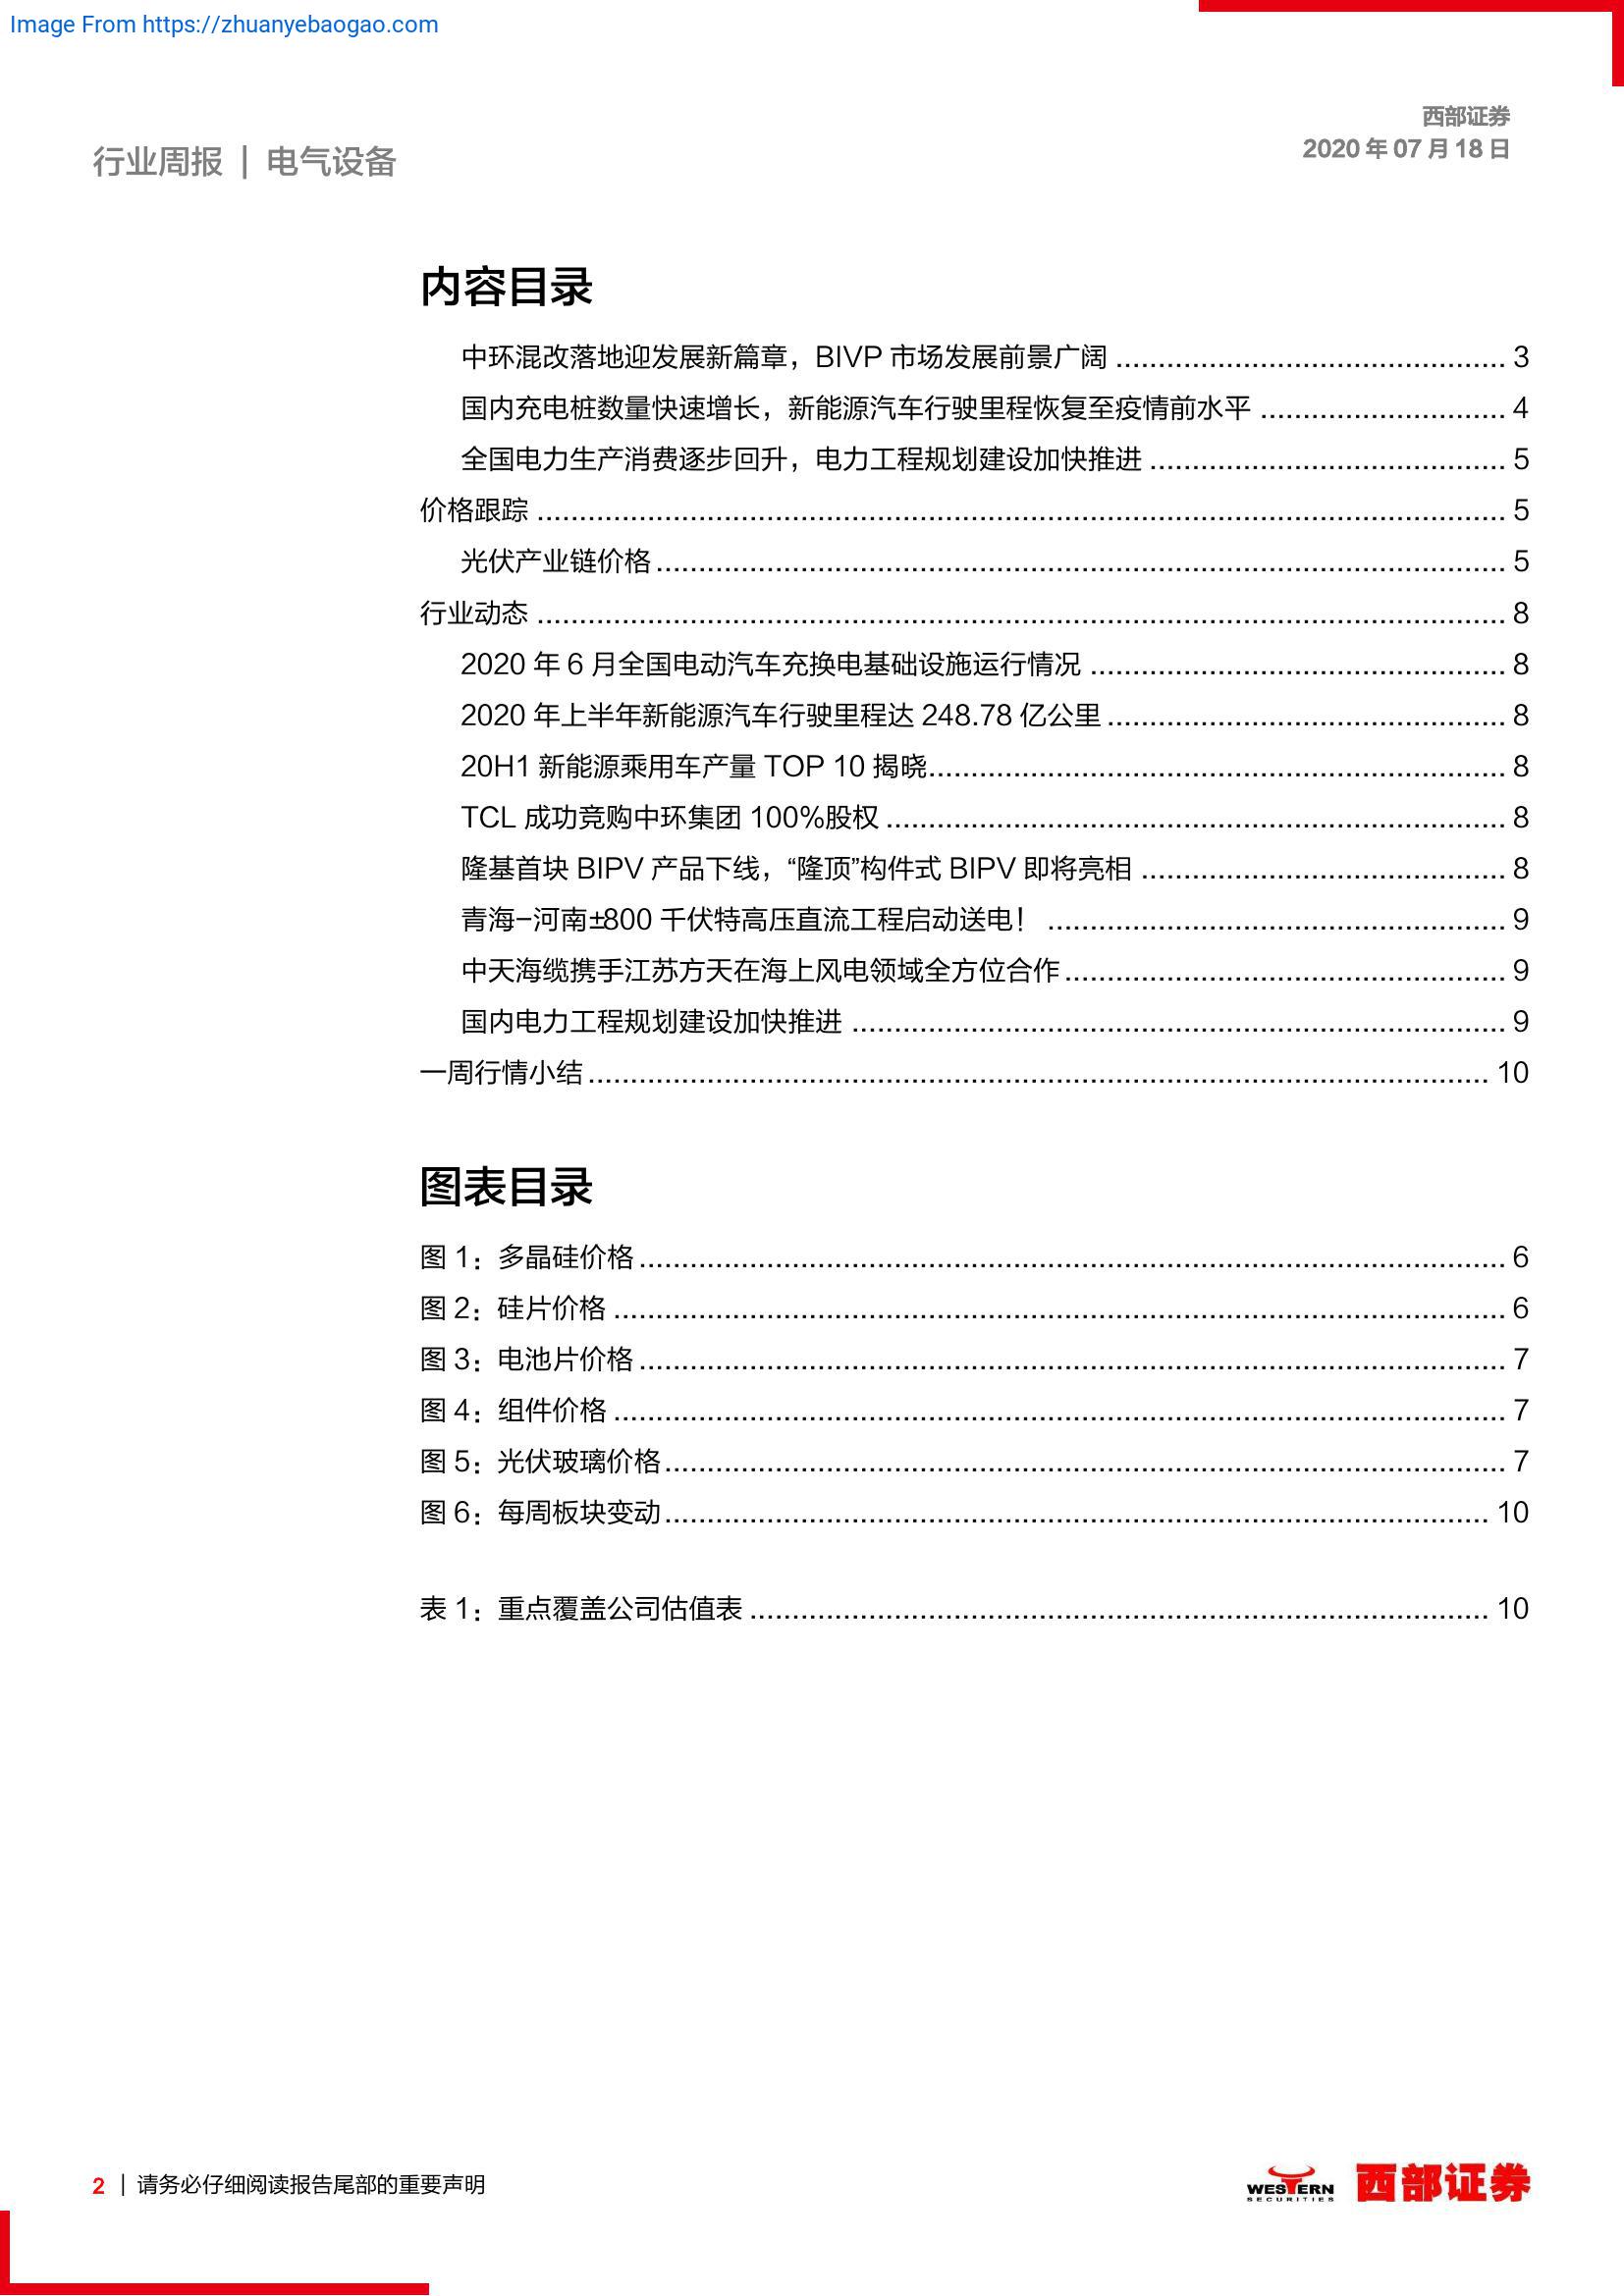 Image From https://zhuanyebaogao.com
西部证券
2020 年 07 月 18 日
行业周报 | 电气设备
内容目录
中环混改落地迎发展新篇章，BIVP 市场发展前景广阔 ................................................ 3
国内充电桩数量快速增长，新能源汽车行驶里程恢复至疫情前水平 ............................. 4
全国电力生产消费逐步回升，电力工程规划建设加快推进 .......................................... 5
价格跟踪 .................................................................................................................. 5
光伏产业链价格 .................................................................................................... 5
行业动态 .................................................................................................................. 8
2020 年 6 月全国电动汽车充换电基础设施运行情况 ................................................. 8
2020 年上半年新能源汽车行驶里程达 248.78 亿公里 ............................................... 8
20H1 新能源乘用车产量 TOP 10 揭晓.................................................................... 8
TCL 成功竞购中环集团 100%股权 ......................................................................... 8
隆基首块 BIPV 产品下线，“隆顶”构件式 BIPV 即将亮相 ........................................... 8
青海-河南±800 千伏特高压直流工程启动送电！ ...................................................... 9
中天海缆携手江苏方天在海上风电领域全方位合作 .................................................... 9
国内电力工程规划建设加快推进 ............................................................................. 9
一周行情小结 .......................................................................................................... 10
图表目录
图 1：多晶硅价格 ...................................................................................................... 6
图 2：硅片价格 ......................................................................................................... 6
图 3：电池片价格 ...................................................................................................... 7
图 4：组件价格 ......................................................................................................... 7
图 5：光伏玻璃价格 ................................................................................................... 7
图 6：每周板块变动 ................................................................................................. 10
表 1：重点覆盖公司估值表 ....................................................................................... 10
2 | 请务必仔细阅读报告尾部的重要声明
WESTERN
SECURITIES
西部证券